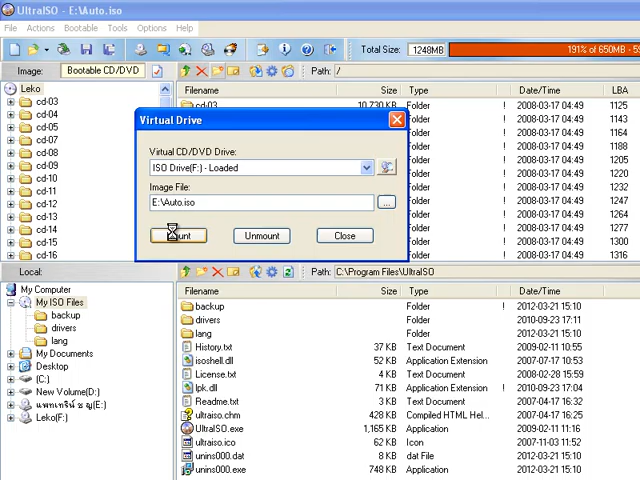 UltraISO - E:\Auto.iso
File Actions Bootable Tools Options Help
Total Size: 1248MB 191% of 650MB - 59
Image: Bootable CD/DVD Path: /
Leko
cd-03
cd-04
cd-05
cd-07
cd-08
cd-09
cd-10
cd-11
cd-12
cd-13
cd-14
cd-15
cd-16
Filename Size Type Date/Time LBA
cd-03 10,730 KB Folder ! 2008-03-17 04:49 1125
Folder ! 2008-03-17 04:49 1143
Folder ! 2008-03-17 04:49 1164
Folder ! 2008-03-17 04:49 1188
Folder ! 2008-03-17 04:49 1205
Folder ! 2008-03-17 04:49 1220
Folder ! 2008-03-17 04:49 1236
Folder ! 2008-03-17 04:49 1252
Folder ! 2008-03-17 04:49 1268
Folder ! 2008-03-17 04:49 1284
Folder ! 2008-03-17 04:49 1300
Folder ! 2008-03-17 04:49 1316
Virtual Drive
Virtual CD/DVD Drive:
ISO Drive(F:) - Loaded
Image File:
E:\Auto.iso ...
Unmount Close
Local: Path: C:\Program Files\UltraISO
My Computer
My ISO Files
backup
drivers
lang
My Documents
Desktop
(C:)
New Volume(D:)
(E:)
Leko(F:)
Filename Size Type Date/Time
backup Folder ! 2012-03-21 15:10
drivers Folder 2010-09-23 17:11
lang Folder ! 2012-03-21 15:10
History.txt 37 KB Text Document 2009-02-11 10:55
isoshell.dll 52 KB Application Extension 2007-07-17 10:53
License.txt 4 KB Text Document 2008-02-28 15:59
lpk.dll 71 KB Application Extension ! 2010-09-23 17:04
Readme.txt 3 KB Text Document 2012-03-21 15:10
ultraiso.chm 428 KB Compiled HTML Hel... 2007-04-17 16:25
UltraISO.exe 1,165 KB Application 2009-02-11 11:16
ultraiso.ico 62 KB Icon 2007-11-03 11:52
unins000.dat 8 KB dat File 2012-03-21 15:10
unins000.exe 748 KB Application 2012-03-21 15:10